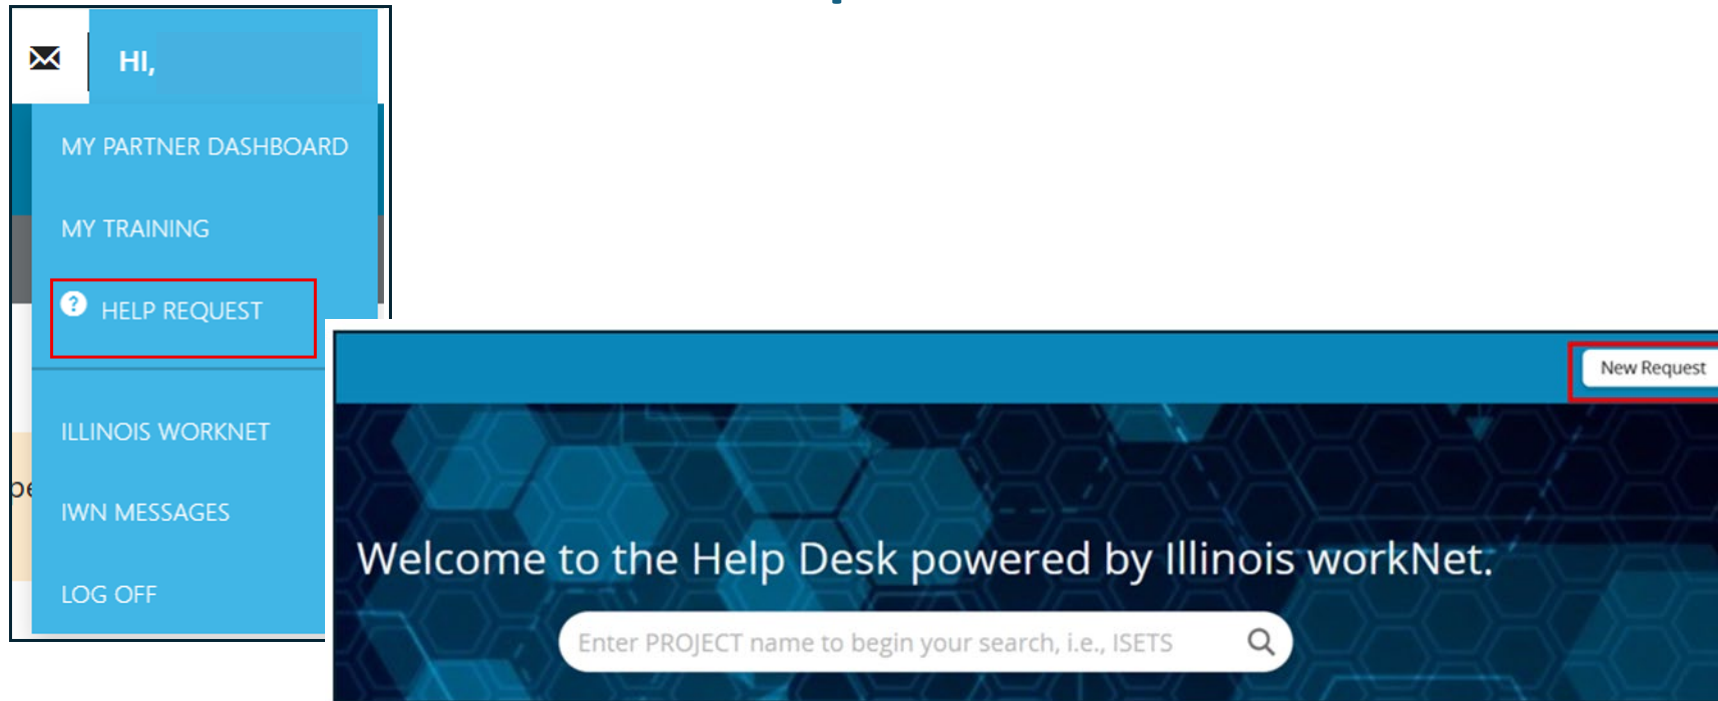 HI,
MY PARTNER DASHBOARD
MY TRAINING
? HELP REQUEST
ILLINOIS WORKNET
IWN MESSAGES
LOG OFF
New Request
Welcome to the Help Desk powered by Illinois workNet.
Enter PROJECT name to begin your search, i.e., ISETS